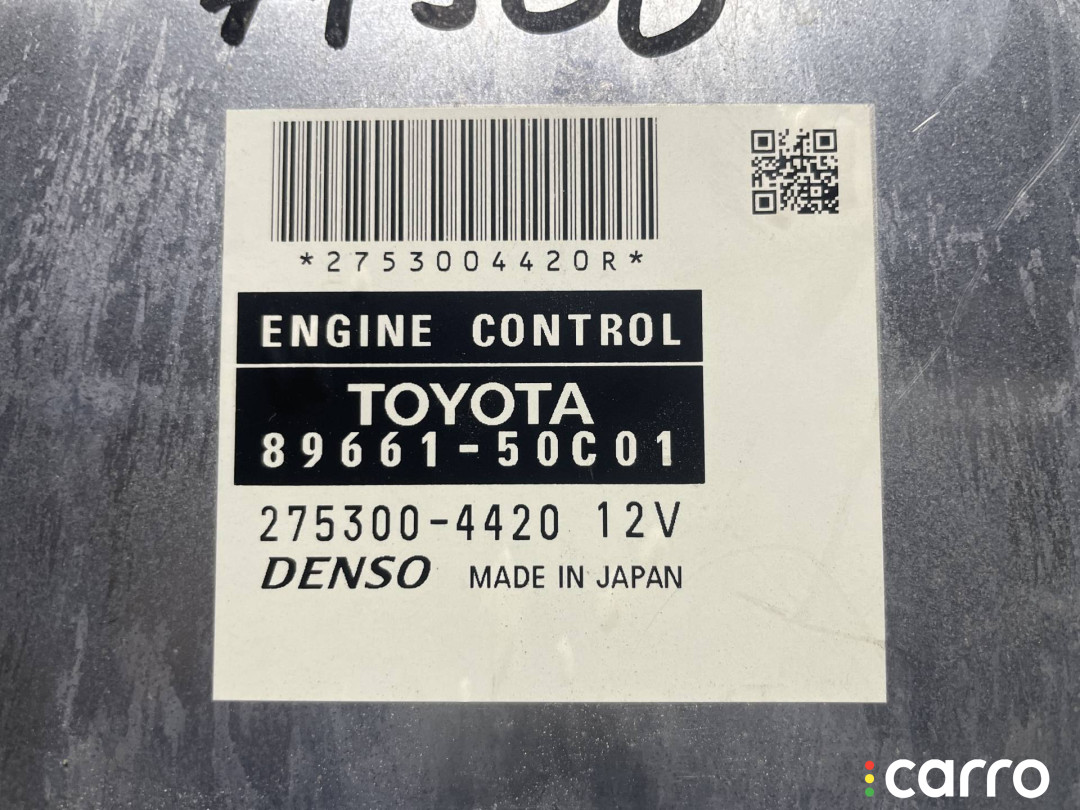 *2753004420R*
ENGINE CONTROL
TOYOTA
89661-50C01
275300-4420 12V
DENSO MADE IN JAPAN
carro